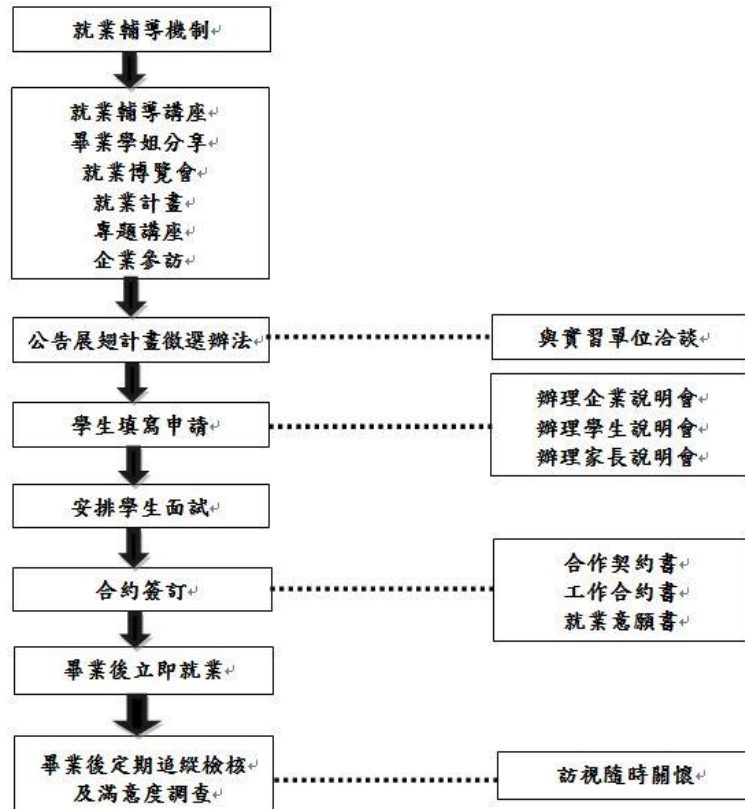 就業輔導機制
就業輔導講座
畢業學姐分享
就業博覽會
就業計畫
專題講座
企業參訪
公告展翅計畫徵選辦法
與實習單位洽談
學生填寫申請
辦理企業說明會
辦理學生說明會
辦理家長說明會
安排學生面試
合約簽訂
合作契約書
工作合約書
就業意願書
畢業後立即就業
畢業後定期追蹤檢核
及滿意度調查
訪視隨時關懷